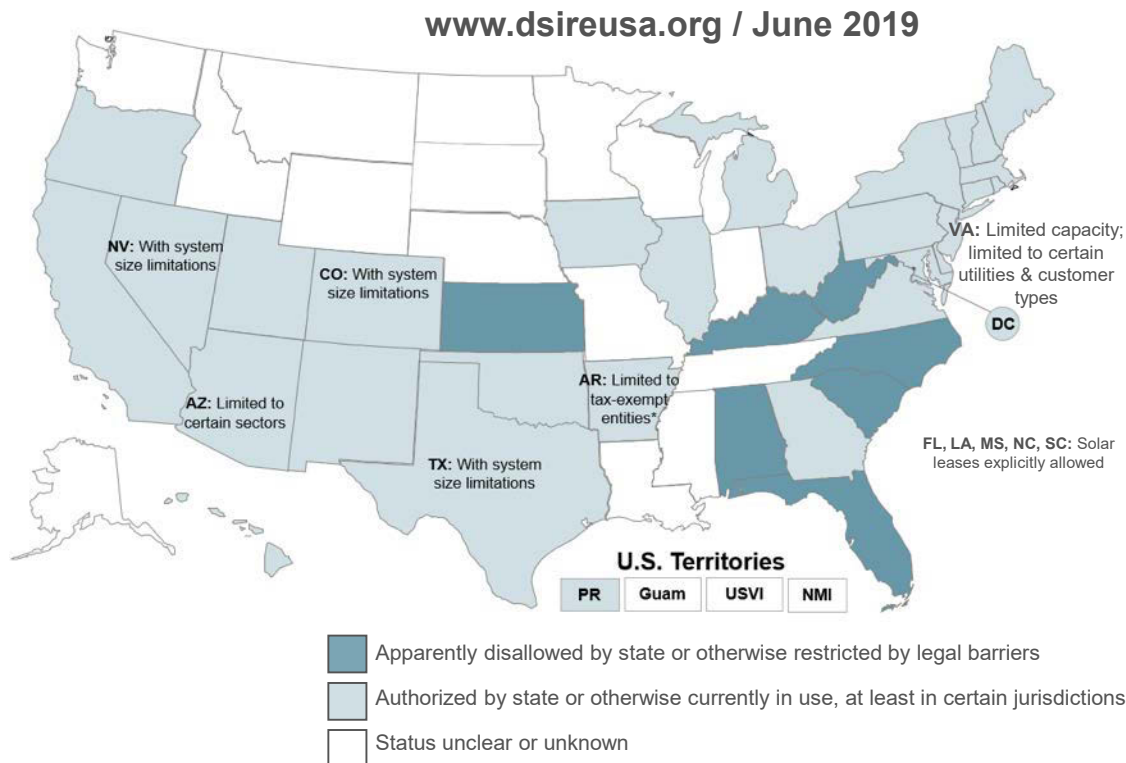 www.dsireusa.org / June 2019
NV: With system
size limitations
CO: With system
size limitations
VA: Limited capacity;
limited to certain
utilities & customer
types
DC
AZ: Limited to
certain sectors
AR: Limited to
tax-exempt
entities*
TX: With system
size limitations
FL, LA, MS, NC, SC: Solar
leases explicitly allowed
U.S. Territories
PR
Guam
USVI
NMI
Apparently disallowed by state or otherwise restricted by legal barriers
Authorized by state or otherwise currently in use, at least in certain jurisdictions
Status unclear or unknown